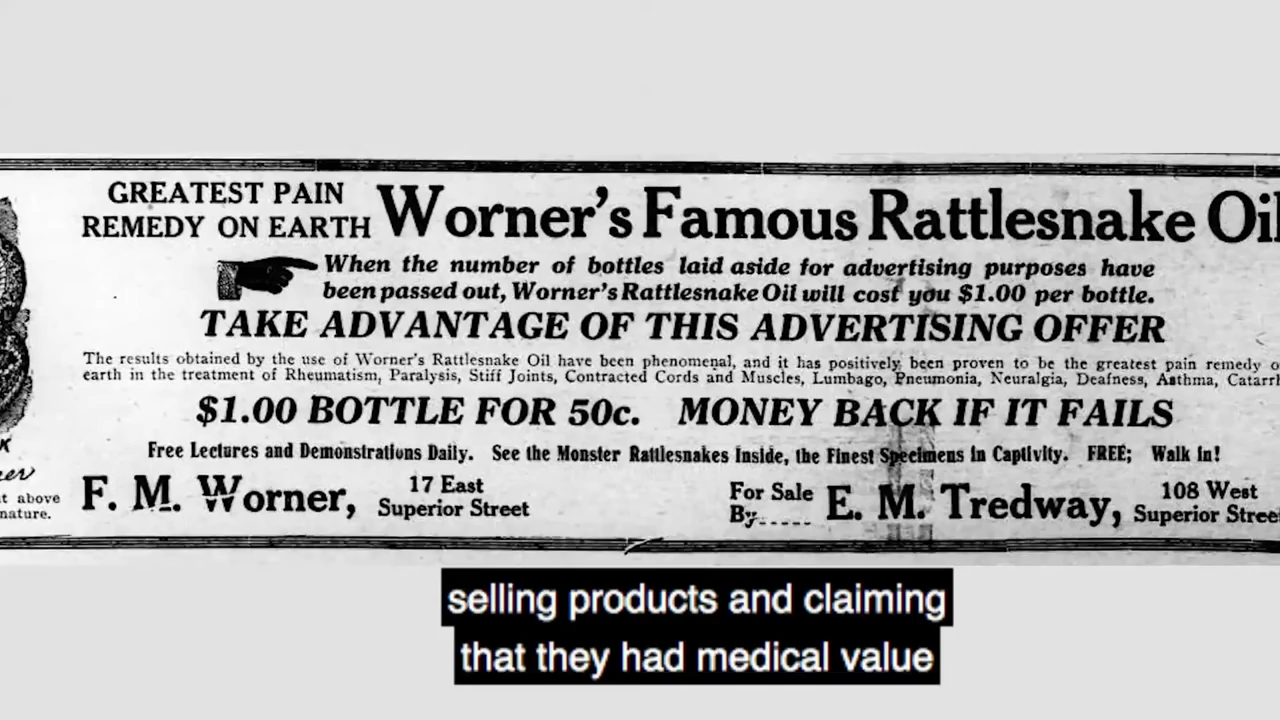 GREATEST PAIN
REMEDY ON EARTH
Worner's Famous Rattlesnake Oil
When the number of bottles laid aside for advertising purposes have
been passed out, Worner's Rattlesnake Oil will cost you $1.00 per bottle.
TAKE ADVANTAGE OF THIS ADVERTISING OFFER
The results obtained by the use of Worner's Rattlesnake Oil have been phenomenal, and it has positively been proven to be the greatest pain remedy o
earth in the treatment of Rheumatism, Paralysis, Stiff Joints, Contracted Cords and Muscles, Lumbago, Pneumonia, Neuralgia, Deafness, Asthma, Catarrh
$1.00 BOTTLE FOR 50c. MONEY BACK IF IT FAILS
Free Lectures and Demonstrations Daily. See the Monster Rattlesnakes Inside, the Finest Specimens in Captivity. FREE; Walk in!
t above
nature.
F. M. Worner,
17 East
Superior Street
For Sale
By.....
E. M. Tredway,
108 West
Superior Stree
selling products and claiming
that they had medical value